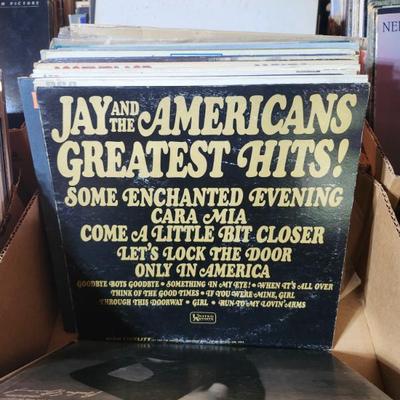 JAY AND THE AMERICANS
GREATEST HITS!
SOME ENCHANTED EVENING
CARA MIA
COME A LITTLE BIT CLOSER
LET'S LOCK THE DOOR
ONLY IN AMERICA
GOODBYE BOYS GOODBYE • SOMETHING IN MY EYE! • WHEN IT'S ALL OVER
THINK OF THE GOOD TIMES • IF YOU WERE MINE, GIRL
THROUGH THIS DOORWAY • GIRL • RUN TO MY LOVIN' ARMS
UNITED ARTISTS